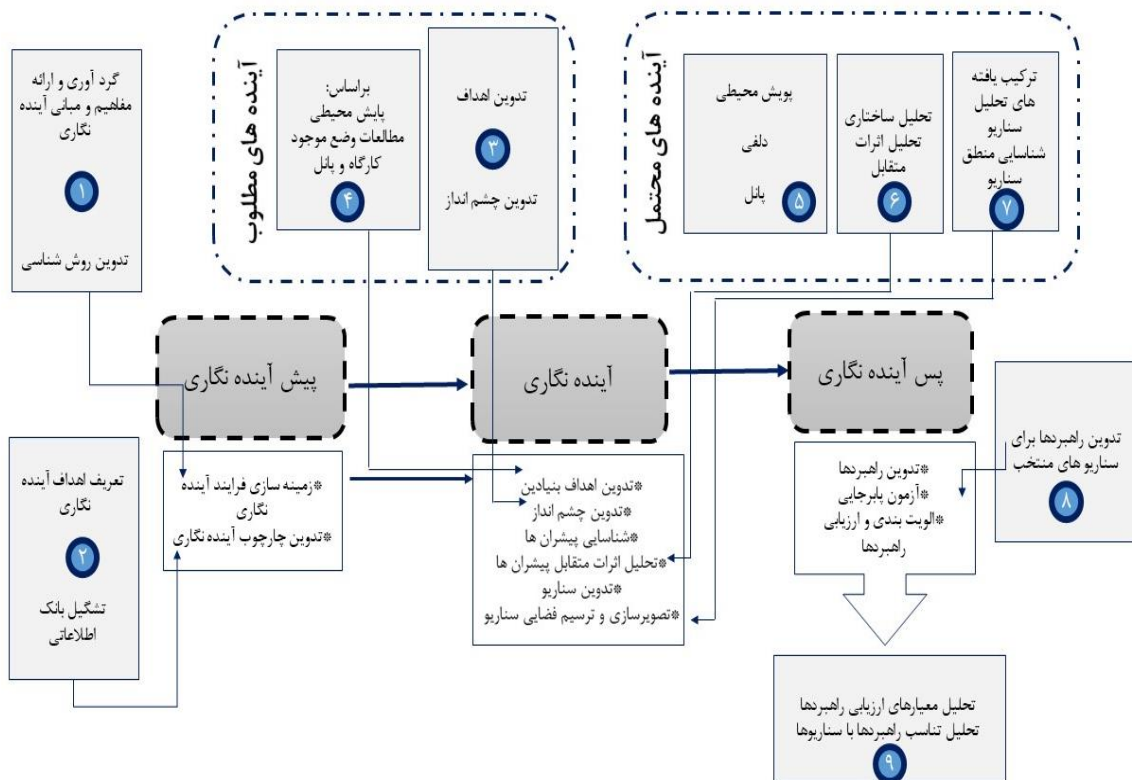 گرد آوری و ارائه
مفاهیم و مبانی آینده
نگاری
۱
تدوین روش شناسی
تعریف اهداف آینده
نگاری
۲
تشگیل بانک
اطلاعاتی
آینده های مطلوب
تدوین اهداف
۳
تدوین چشم انداز
براساس:
پایش محیطی
مطالعات وضع موجود
کارگاه و پانل
۴
آینده های محتمل
پویش محیطی
دلفی
پانل
۵
تحلیل ساختاری
تحلیل اثرات
متقابل
۶
ترکیب یافته
های تحلیل
سناریو
شناسایی منطق
سناریو
۷
پیش آینده نگاری
آینده نگاری
پس آینده نگاری
*زمینه سازی فرایند آینده
نگاری
*تدوین چارچوب آینده نگاری
*تدوین اهداف بنیادین
*تدوین چشم انداز
*شناسایی پیشران ها
*تحلیل اثرات متقابل پیشران ها
*تدوین سناریو
*تصویرسازی و ترسیم فضایی سناریو
*تدوین راهبردها
*آزمون پابرجایی
*الویت بندی و ارزیابی
راهبردها
تدوین راهبردها برای
سناریو های منتخب
۸
تحلیل معیارهای ارزیابی راهبردها
تحلیل تناسب راهبردها با سناریوها
۹